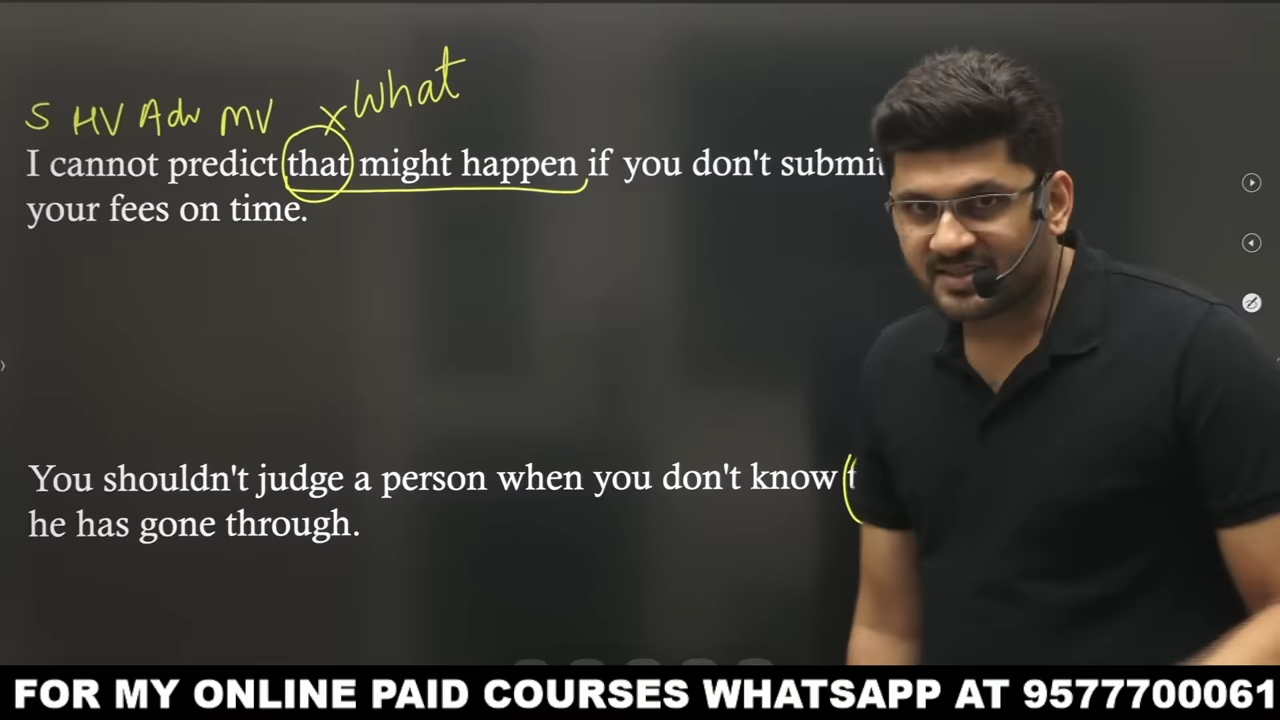 What
S HV Adv MV ×
I cannot predict that might happen if you don't submit
your fees on time.
You shouldn't judge a person when you don't know
he has gone through.
FOR MY ONLINE PAID COURSES WHATSAPP AT 9577700061